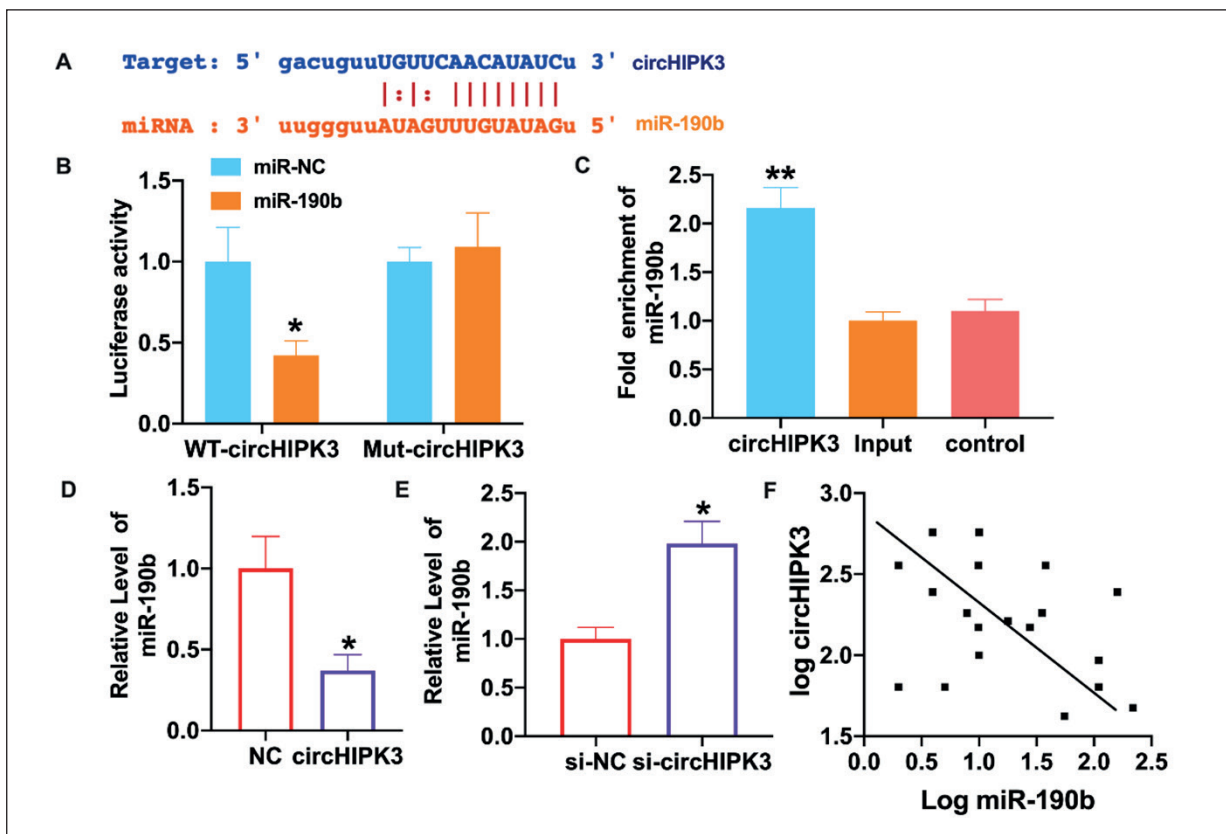 A
Target: 5' gacuguuUGUUCAACAUAUCu 3' circHIPK3
|:|: ||||||||
miRNA : 3' uuggguuAUAGUUUGUAUAGu 5' miR-190b
B
miR-NC
miR-190b
Luciferase activity
1.5
1.0
0.5
0.0
*
WT-circHIPK3 Mut-circHIPK3
C
Fold enrichment of
miR-190b
2.5
2.0
1.5
1.0
0.5
0.0
**
circHIPK3 Input control
D
Relative Level of
miR-190b
1.5
1.0
0.5
0.0
*
NC circHIPK3
E
Relative Level of
miR-190b
2.5
2.0
1.5
1.0
0.5
0.0
*
si-NC si-circHIPK3
F
log circHIPK3
3.0
2.5
2.0
1.5
0.0 0.5 1.0 1.5 2.0 2.5
Log miR-190b